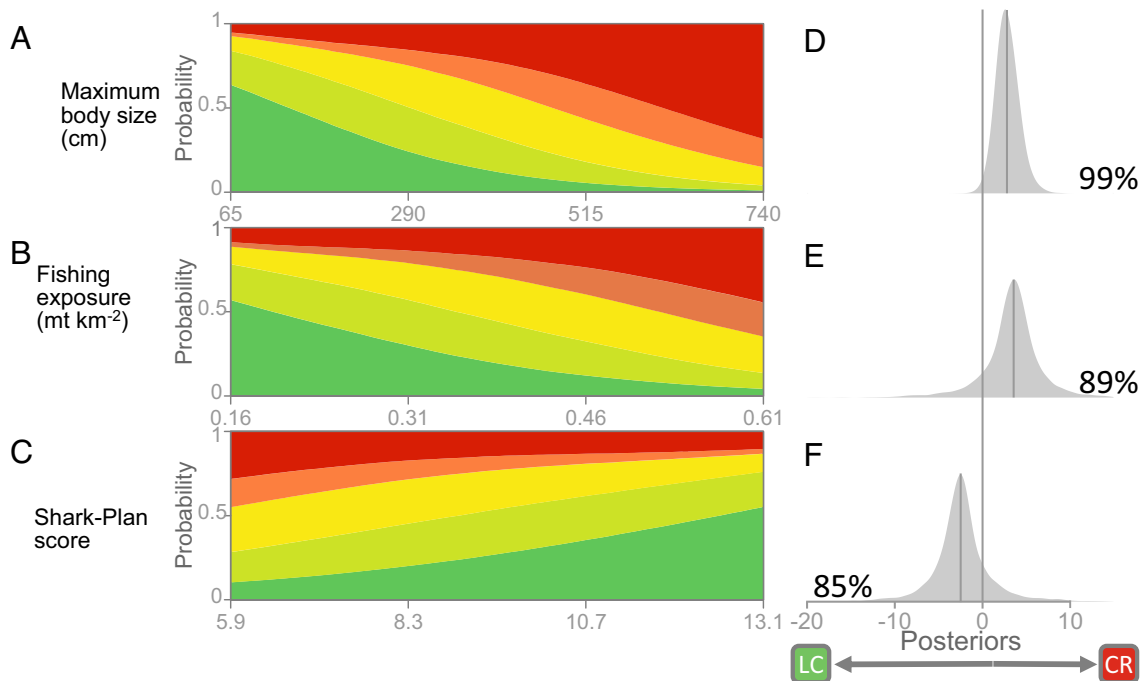 A
Maximum
body size
(cm)
Probability
1
0.5
0
65
290
515
740
D
99%
B
Fishing
exposure
(mt km-2)
Probability
1
0.5
0
0.16
0.31
0.46
0.61
E
89%
C
Shark-Plan
score
Probability
1
0.5
0
5.9
8.3
10.7
13.1
F
85%
-20
-10
0
10
Posteriors
LC
CR